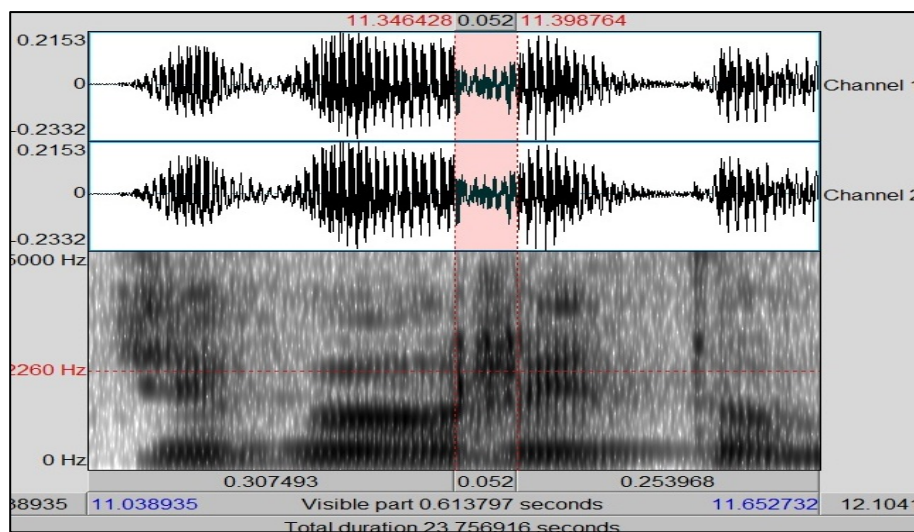 11.346428 0.052 11.398764
0.2153
0
-0.2332
Channel 1
0.2153
0
-0.2332
Channel 2
5000 Hz
2260 Hz
0 Hz
0.307493 0.052 0.253968
38935 11.038935 Visible part 0.613797 seconds 11.652732 12.1041
Total duration 23.756916 seconds